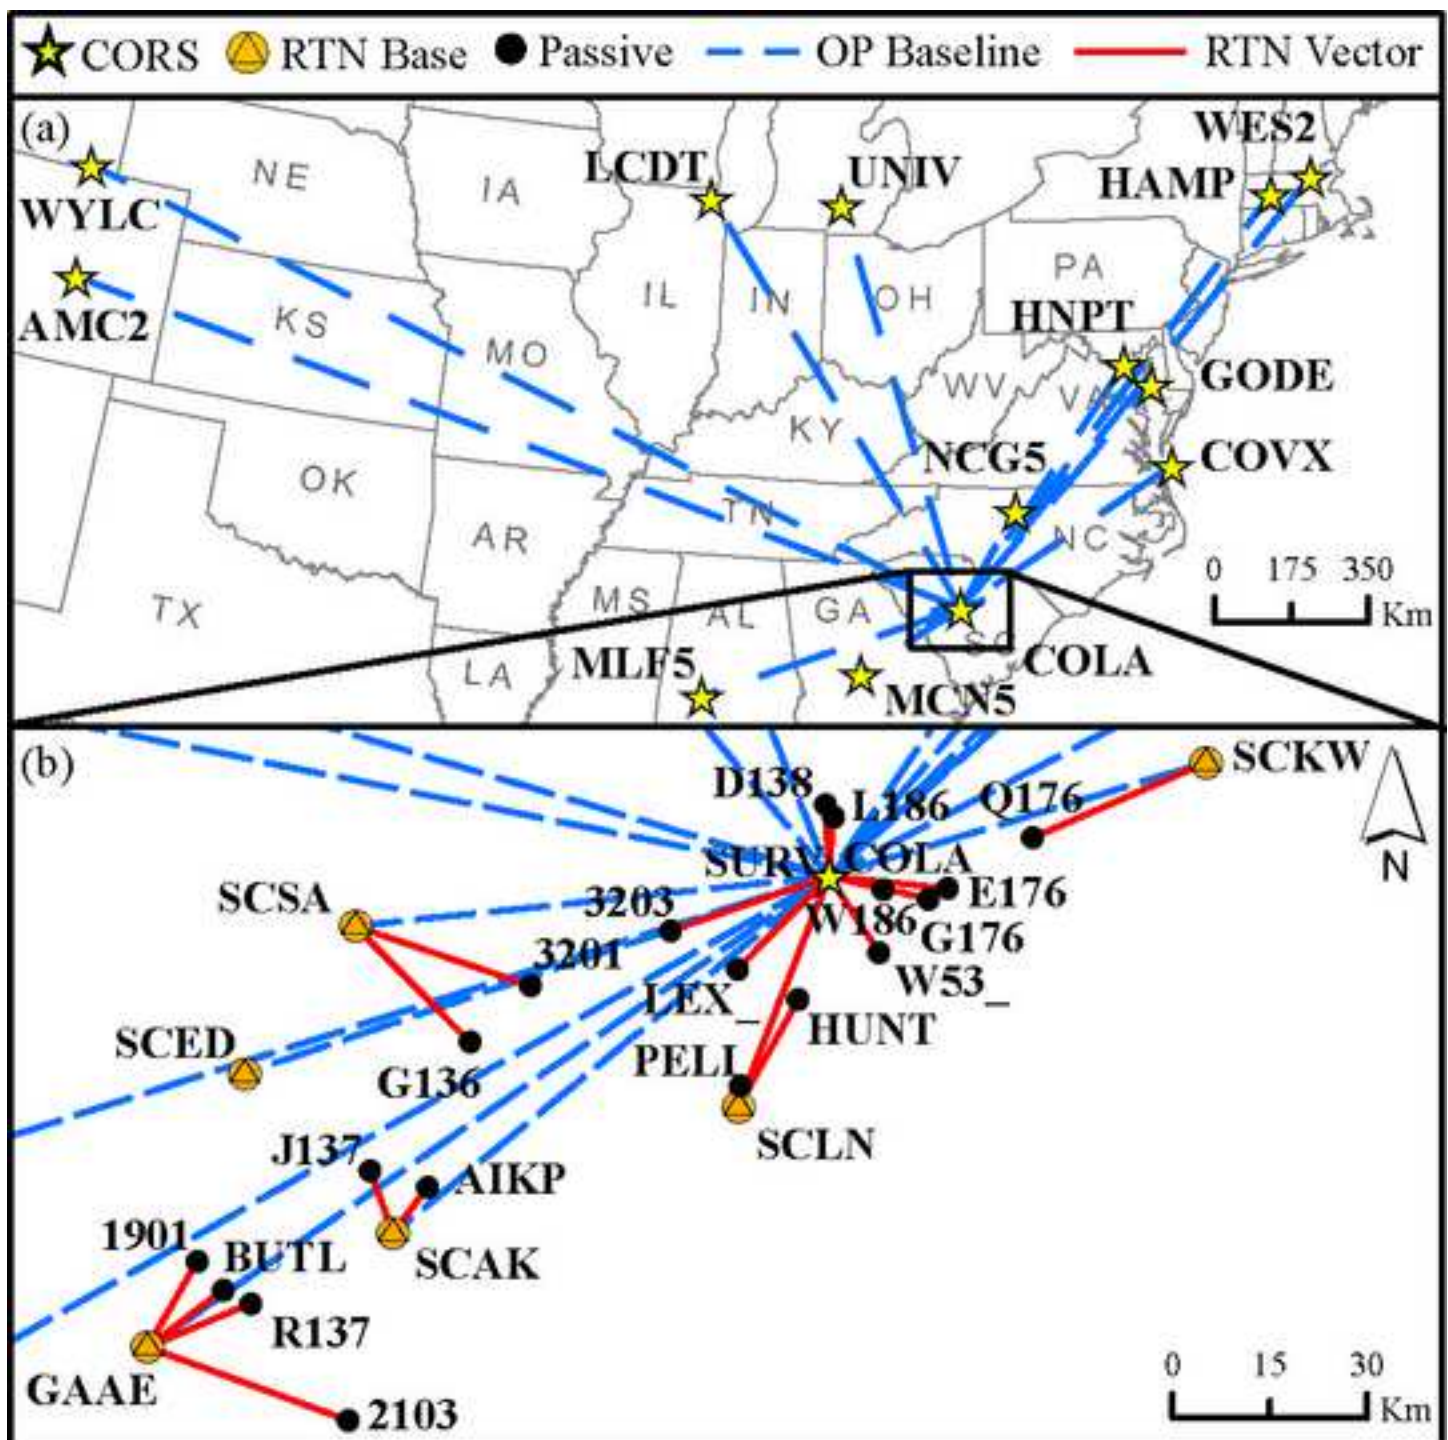 CORS RTN Base Passive OP Baseline RTN Vector
(a)
WES2
LCDT UNIV
HAMP
NE
IA
WYLC
PA
IL IN OH
HNPT
AMC2
KS
MO
GODE
WV
VA
KY
NCG5 COVX
OK
TN
AR
NC
0 175 350
Km
MS
AL
GA
TX
SC
MLF5
COLA
LA
MCN5
(b)
SCKW
D138
L186
Q176
SURV
COLA
N
SCSA
3203
E176
W186
G176
3201
W53_
LEX_
HUNT
SCED
PELI
G136
SCLN
J137
AIKP
1901
BUTL
SCAK
R137
0 15 30
Km
GAAE
2103